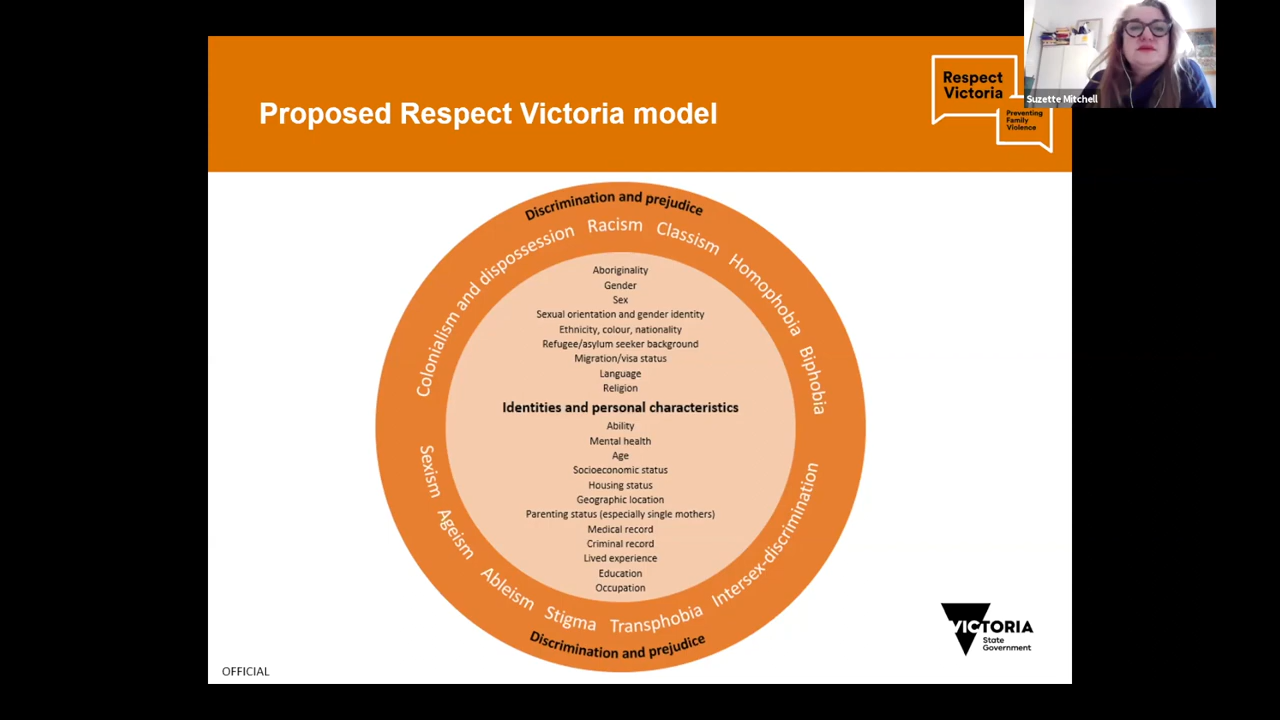 Proposed Respect Victoria model
Respect
Victoria
Preventing
Family
Violence
Suzette Mitchell
Discrimination and prejudice
Colonialism and dispossession Racism Classism Homophobia Biphobia
Aboriginality
Gender
Sex
Sexual orientation and gender identity
Ethnicity, colour, nationality
Refugee/asylum seeker background
Migration/visa status
Language
Religion
Identities and personal characteristics
Ability
Mental health
Age
Socioeconomic status
Housing status
Geographic location
Parenting status (especially single mothers)
Medical record
Criminal record
Lived experience
Education
Occupation
Sexism Ageism Ableism Stigma Transphobia Intersex-discrimination
Discrimination and prejudice
VICTORIA
State
Government
OFFICIAL